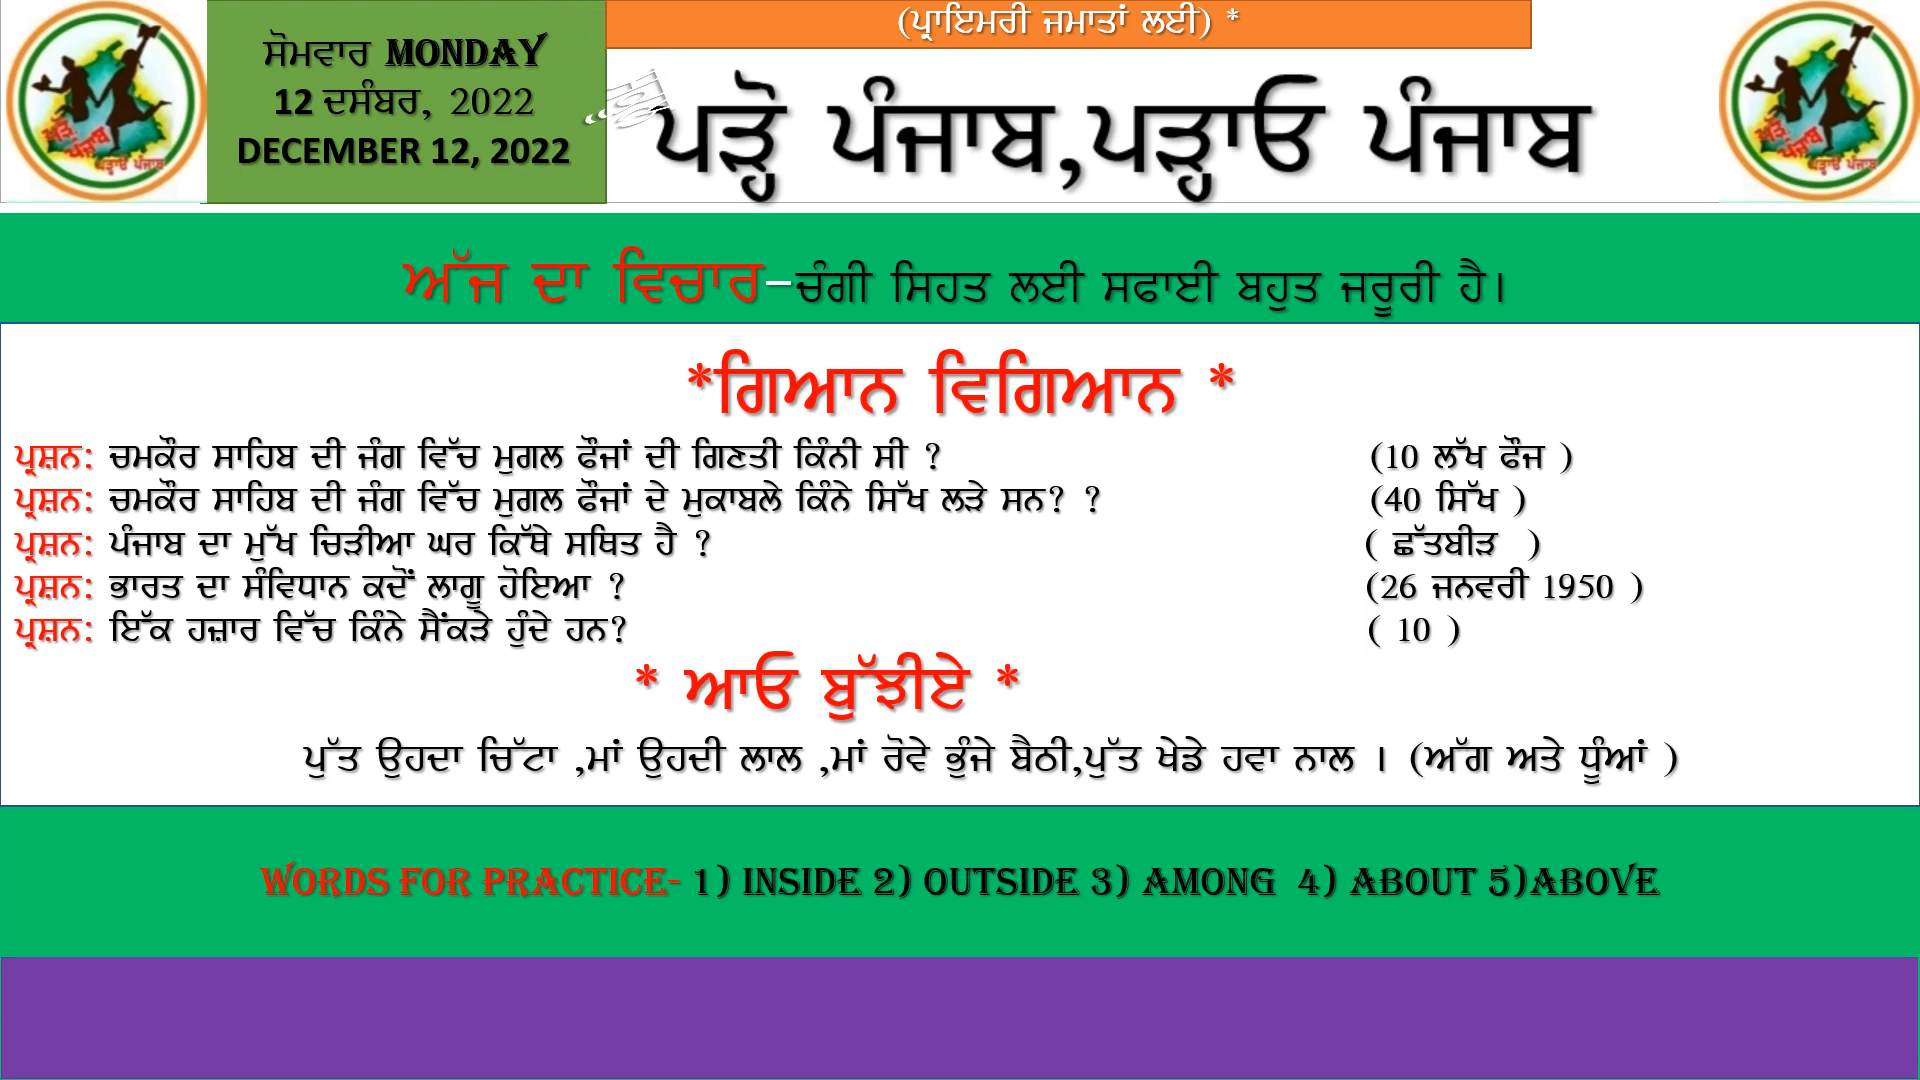 (ਪ੍ਰਾਇਮਰੀ ਜਮਾਤਾਂ ਲਈ) *
ਸੋਮਵਾਰ MONDAY
12 ਦਸੰਬਰ, 2022
DECEMBER 12, 2022
ਪੜ੍ਹੋ ਪੰਜਾਬ,ਪੜ੍ਹਾਓ ਪੰਜਾਬ
ਅੱਜ ਦਾ ਵਿਚਾਰ-ਚੰਗੀ ਸਿਹਤ ਲਈ ਸਫਾਈ ਬਹੁਤ ਜਰੂਰੀ ਹੈ।
*ਗਿਆਨ ਵਿਗਿਆਨ *
ਪ੍ਰਸ਼ਨ: ਚਮਕੌਰ ਸਾਹਿਬ ਦੀ ਜੰਗ ਵਿੱਚ ਮੁਗਲ ਫੌਜਾਂ ਦੀ ਗਿਣਤੀ ਕਿੰਨੀ ਸੀ ? (10 ਲੱਖ ਫੌਜ )
ਪ੍ਰਸ਼ਨ: ਚਮਕੌਰ ਸਾਹਿਬ ਦੀ ਜੰਗ ਵਿੱਚ ਮੁਗਲ ਫੌਜਾਂ ਦੇ ਮੁਕਾਬਲੇ ਕਿੰਨੇ ਸਿੱਖ ਲੜੇ ਸਨ? ? (40 ਸਿੱਖ )
ਪ੍ਰਸ਼ਨ: ਪੰਜਾਬ ਦਾ ਮੁੱਖ ਚਿੜੀਆ ਘਰ ਕਿੱਥੇ ਸਥਿਤ ਹੈ ? ( ਛੱਤਬੀੜ )
ਪ੍ਰਸ਼ਨ: ਭਾਰਤ ਦਾ ਸੰਵਿਧਾਨ ਕਦੋਂ ਲਾਗੂ ਹੋਇਆ ? (26 ਜਨਵਰੀ 1950 )
ਪ੍ਰਸ਼ਨ: ਇੱਕ ਹਜ਼ਾਰ ਵਿੱਚ ਕਿੰਨੇ ਸੈਂਕੜੇ ਹੁੰਦੇ ਹਨ? ( 10 )
* ਆਓ ਬੁੱਝੀਏ *
ਪੁੱਤ ਉਹਦਾ ਚਿੱਟਾ ,ਮਾਂ ਉਹਦੀ ਲਾਲ ,ਮਾਂ ਰੋਵੇ ਭੁੰਜੇ ਬੈਠੀ,ਪੁੱਤ ਖੇਡੇ ਹਵਾ ਨਾਲ । (ਅੱਗ ਅਤੇ ਧੂੰਆਂ )
WORDS FOR PRACTICE- 1) INSIDE 2) OUTSIDE 3) AMONG 4) ABOUT 5)ABOVE